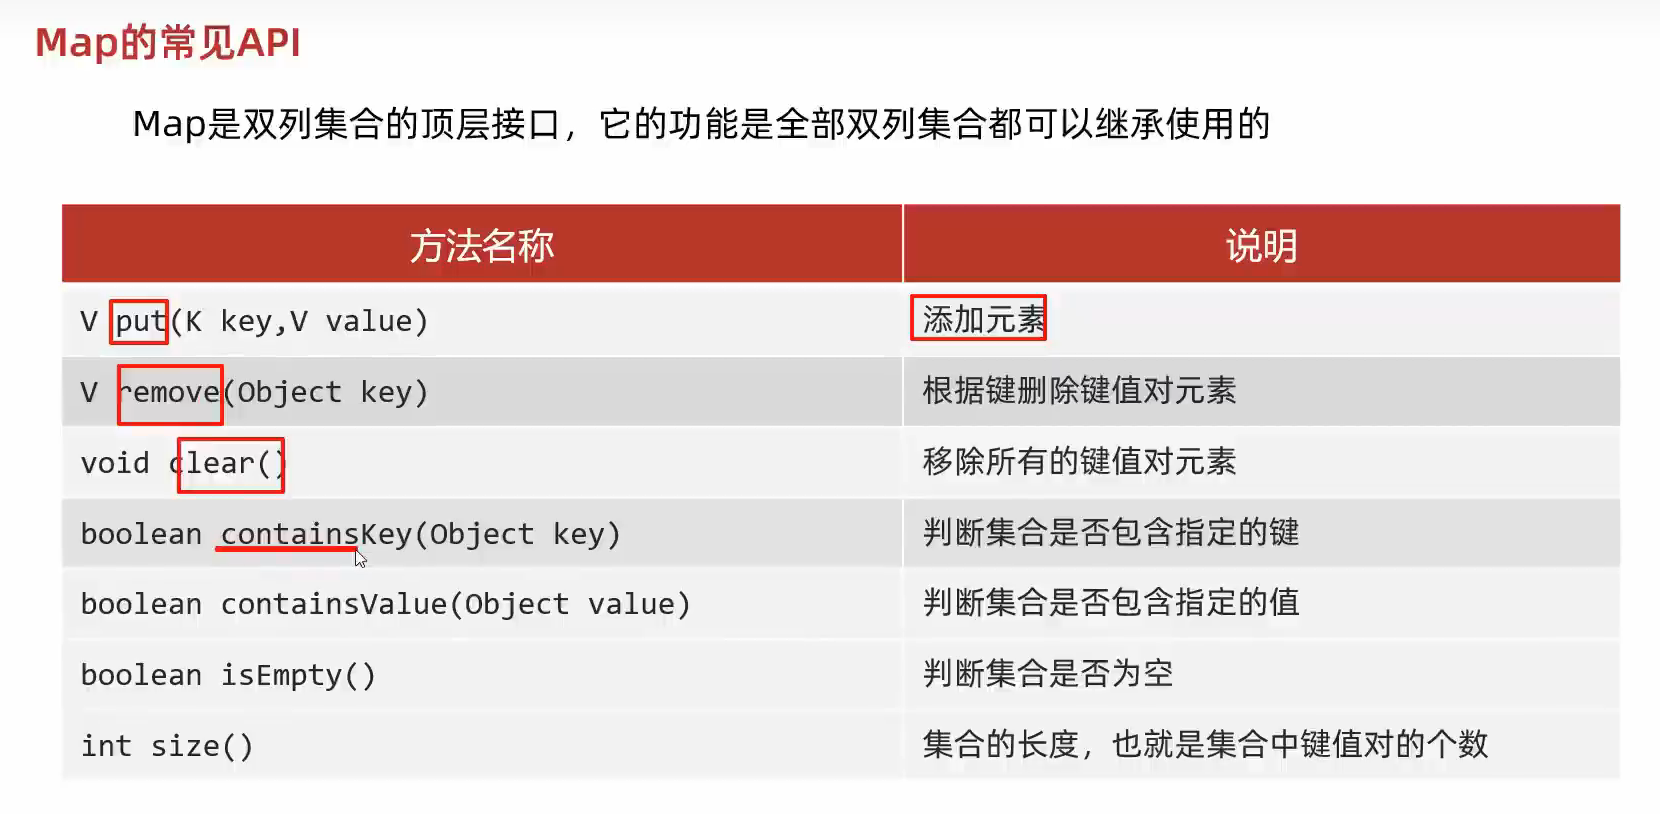 Map的常见API
Map是双列集合的顶层接口，它的功能是全部双列集合都可以继承使用的
方法名称 说明
V put(K key,V value) 添加元素
V remove(Object key) 根据键删除键值对元素
void clear() 移除所有的键值对元素
boolean containsKey(Object key) 判断集合是否包含指定的键
boolean containsValue(Object value) 判断集合是否包含指定的值
boolean isEmpty() 判断集合是否为空
int size() 集合的长度，也就是集合中键值对的个数